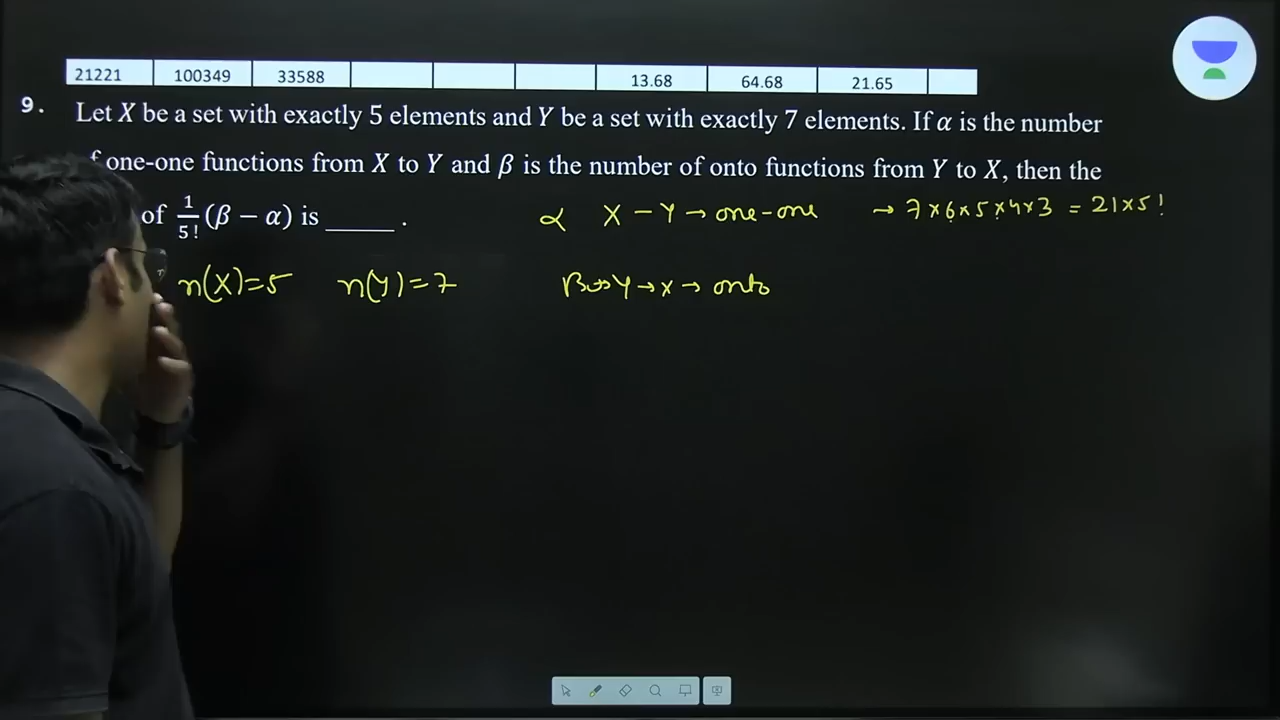 21221 100349 33588 13.68 64.68 21.65
9. Let X be a set with exactly 5 elements and Y be a set with exactly 7 elements. If α is the number
f one-one functions from X to Y and β is the number of onto functions from Y to X, then the
of 1/5! (β − α) is _____ .
α X − Y → one-one → 7×6×5×4×3 = 21×5!
n(X)=5 n(Y)=7 β → Y → X → onto